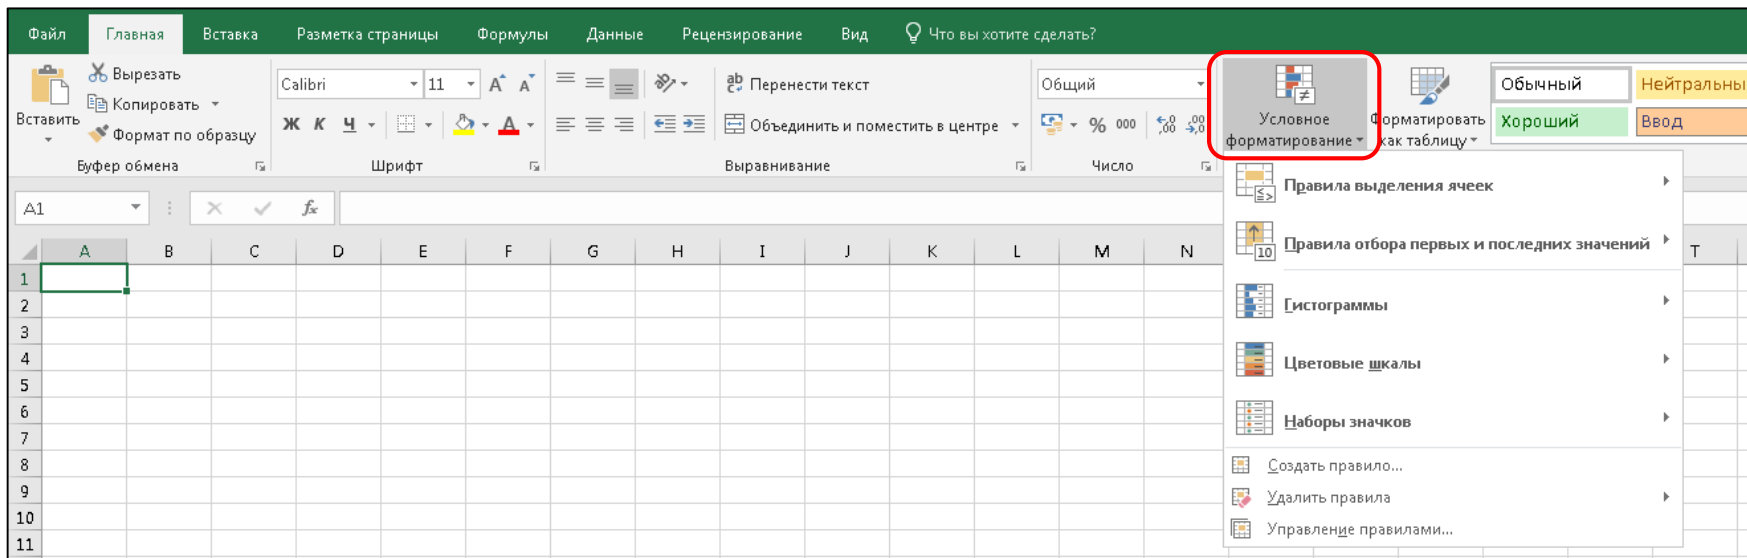 Файл Главная Вставка Разметка страницы Формулы Данные Рецензирование Вид Что вы хотите сделать?
Вставить
Вырезать
Копировать
Формат по образцу
Буфер обмена
Calibri 11 A A
Ж К Ч А
Шрифт
ab Перенести текст
Объединить и поместить в центре
Выравнивание
Общий
% 000 ,00 ,0
Число
Условное
форматирование
Форматировать
как таблицу
Обычный Нейтральны
Хороший Ввод
A1 fx
A B C D E F G H I J K L M N T
1
2
3
4
5
6
7
8
9
10
11
Правила выделения ячеек
10 Правила отбора первых и последних значений
Гистограммы
Цветовые шкалы
Наборы значков
Создать правило...
Удалить правила
Управление правилами...